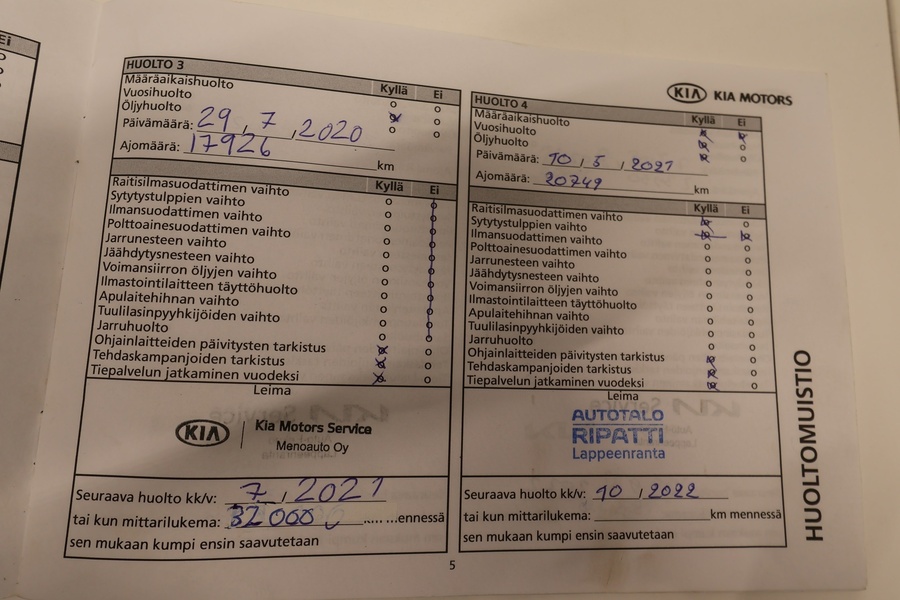 Ei
HUOLTO 3
Kyllä Ei
Määräaikaishuolto
Vuosihuolto
Öljyhuolto
Päivämäärä: 29 , 7 , 2020
Ajomäärä: 17926 km
Kyllä Ei
Raitisilmasuodattimen vaihto
Sytytystulppien vaihto
Ilmansuodattimen vaihto
Polttoainesuodattimen vaihto
Jarrunesteen vaihto
Jäähdytysnesteen vaihto
Voimansiirron öljyjen vaihto
Ilmastointilaitteen täyttöhuolto
Apulaitehihnan vaihto
Tuulilasinpyyhkijöiden vaihto
Jarruhuolto
Ohjainlaitteiden päivitysten tarkistus
Tehdaskampanjoiden tarkistus
Tiepalvelun jatkaminen vuodeksi
Leima
KIA Kia Motors Service
Menoauto Oy
Seuraava huolto kk/v: 7 , 2021
tai kun mittarilukema: 32000 ..... ...ennessä
sen mukaan kumpi ensin saavutetaan
KIA KIA MOTORS
HUOLTO 4
Kyllä Ei
Määräaikaishuolto
Vuosihuolto
Öljyhuolto
Päivämäärä: 10 , 5 , 2021
Ajomäärä: 20749 km
Kyllä Ei
Raitisilmasuodattimen vaihto
Sytytystulppien vaihto
Ilmansuodattimen vaihto
Polttoainesuodattimen vaihto
Jarrunesteen vaihto
Jäähdytysnesteen vaihto
Voimansiirron öljyjen vaihto
Ilmastointilaitteen täyttöhuolto
Apulaitehihnan vaihto
Tuulilasinpyyhkijöiden vaihto
Jarruhuolto
Ohjainlaitteiden päivitysten tarkistus
Tehdaskampanjoiden tarkistus
Tiepalvelun jatkaminen vuodeksi
Leima
AUTOTALO
RIPATTI
Lappeenranta
Seuraava huolto kk/v: 10 , 2022
tai kun mittarilukema: km mennessä
sen mukaan kumpi ensin saavutetaan
HUOLTOMUISTIO
5